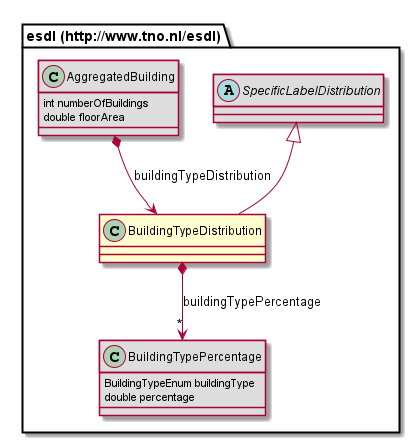 esdl (http://www.tno.nl/esdl)
C AggregatedBuilding
int numberOfBuildings
double floorArea
A SpecificLabelDistribution
buildingTypeDistribution
C BuildingTypeDistribution
buildingTypePercentage
*
C BuildingTypePercentage
BuildingTypeEnum buildingType
double percentage